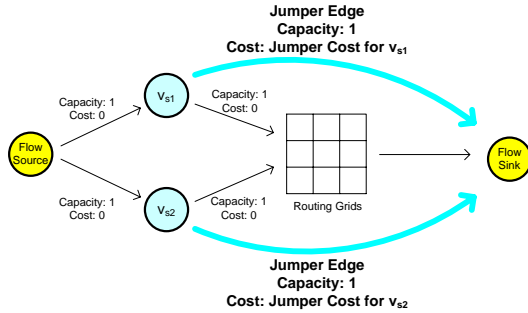 Jumper Edge
Capacity: 1
Cost: Jumper Cost for vs1
Capacity: 1
Cost: 0
vs1
Capacity: 1
Cost: 0
Flow
Source
Flow
Sink
Capacity: 1
Cost: 0
vs2
Capacity: 1
Cost: 0
Routing Grids
Jumper Edge
Capacity: 1
Cost: Jumper Cost for vs2